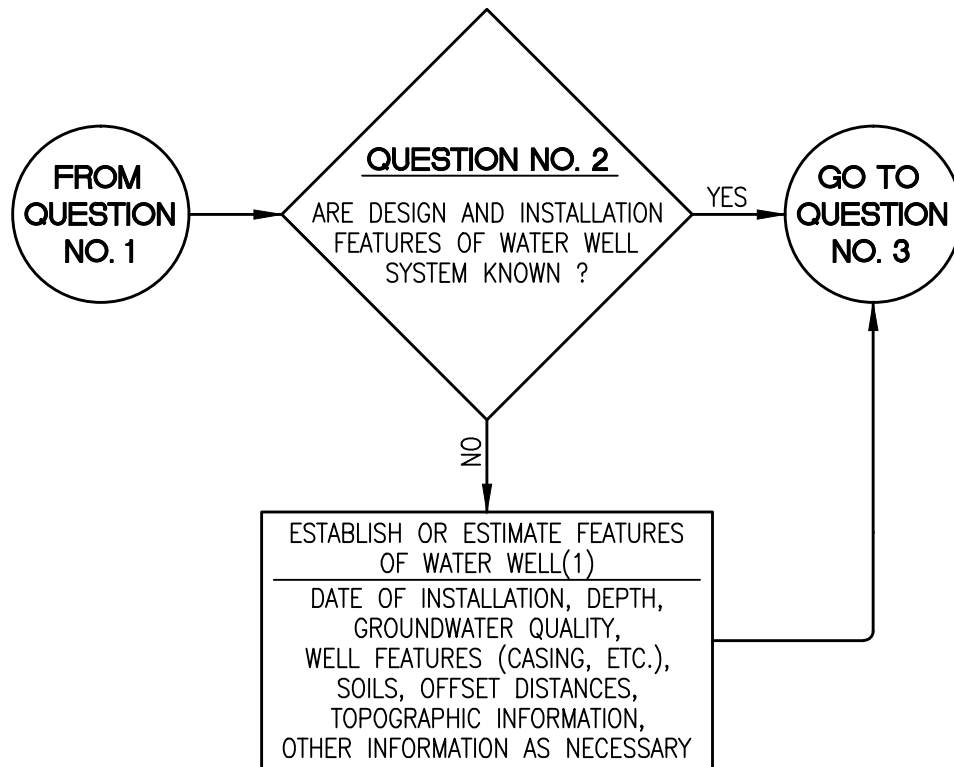 FROM
QUESTION
NO. 1
QUESTION NO. 2
ARE DESIGN AND INSTALLATION
FEATURES OF WATER WELL
SYSTEM KNOWN ?
YES
GO TO
QUESTION
NO. 3
NO
ESTABLISH OR ESTIMATE FEATURES
OF WATER WELL(1)
DATE OF INSTALLATION, DEPTH,
GROUNDWATER QUALITY,
WELL FEATURES (CASING, ETC.),
SOILS, OFFSET DISTANCES,
TOPOGRAPHIC INFORMATION,
OTHER INFORMATION AS NECESSARY